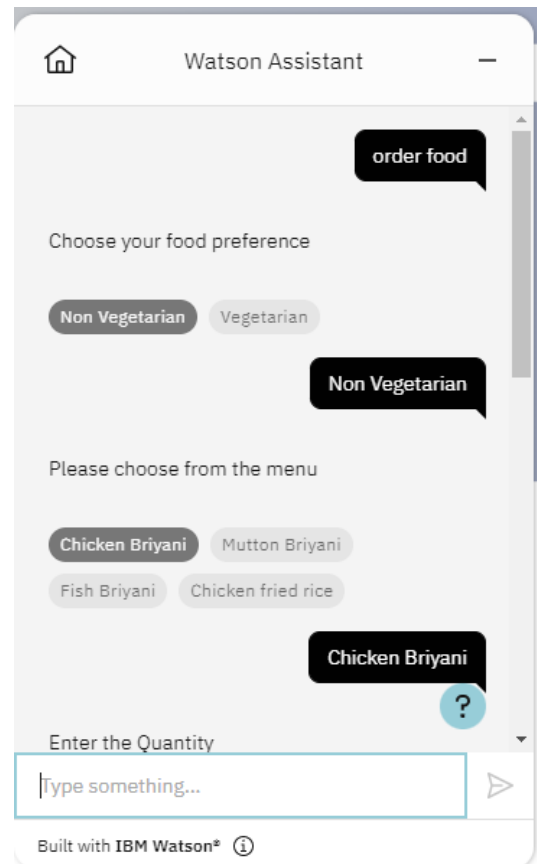 Watson Assistant
order food
Choose your food preference
Non Vegetarian Vegetarian
Non Vegetarian
Please choose from the menu
Chicken Briyani Mutton Briyani
Fish Briyani Chicken fried rice
Chicken Briyani
?
Enter the Quantity
Type something...
Built with IBM Watson®